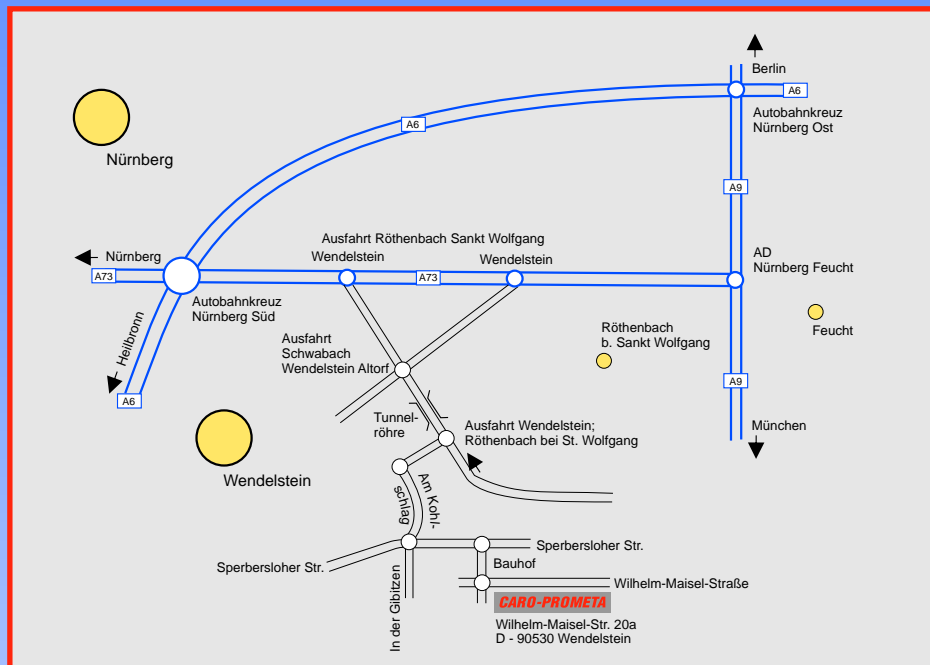 Berlin
A6
Autobahnkreuz
Nürnberg Ost
A6
Nürnberg
A9
Ausfahrt Röthenbach Sankt Wolfgang
Nürnberg
Wendelstein
Wendelstein
AD
Nürnberg Feucht
A73
A73
Autobahnkreuz
Nürnberg Süd
Heilbronn
Feucht
Röthenbach
b. Sankt Wolfgang
Ausfahrt
Schwabach
Wendelstein Altorf
A9
A6
Tunnel-
röhre
Ausfahrt Wendelstein;
Röthenbach bei St. Wolfgang
München
Wendelstein
Am Kohl-
schlag
Sperbersloher Str.
Sperbersloher Str.
Bauhof
In der Gibitzen
Wilhelm-Maisel-Straße
CARO-PROMETA
Wilhelm-Maisel-Str. 20a
D - 90530 Wendelstein